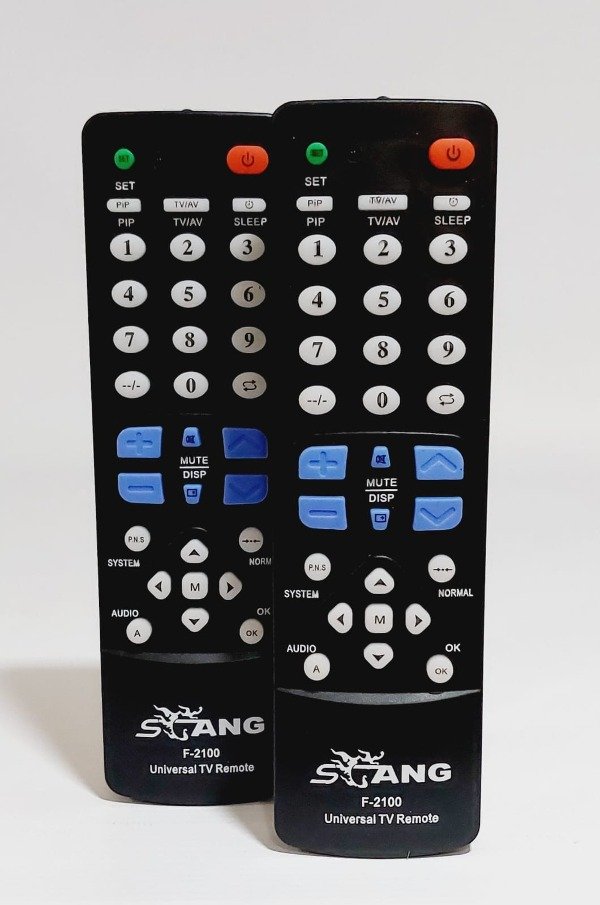 SET
PiP TV/AV
PIP TV/AV SLEEP
1 2 3
4 5 6
7 8 9
--/- 0
MUTE
DISP
P.N.S
SYSTEM NORM
M
AUDIO OK
A OK
SGANG
F-2100
Universal TV Remote
SET
PiP TV/AV
PIP TV/AV SLEEP
1 2 3
4 5 6
7 8 9
--/- 0
MUTE
DISP
P.N.S
SYSTEM NORMAL
M
AUDIO OK
A OK
SGANG
F-2100
Universal TV Remote